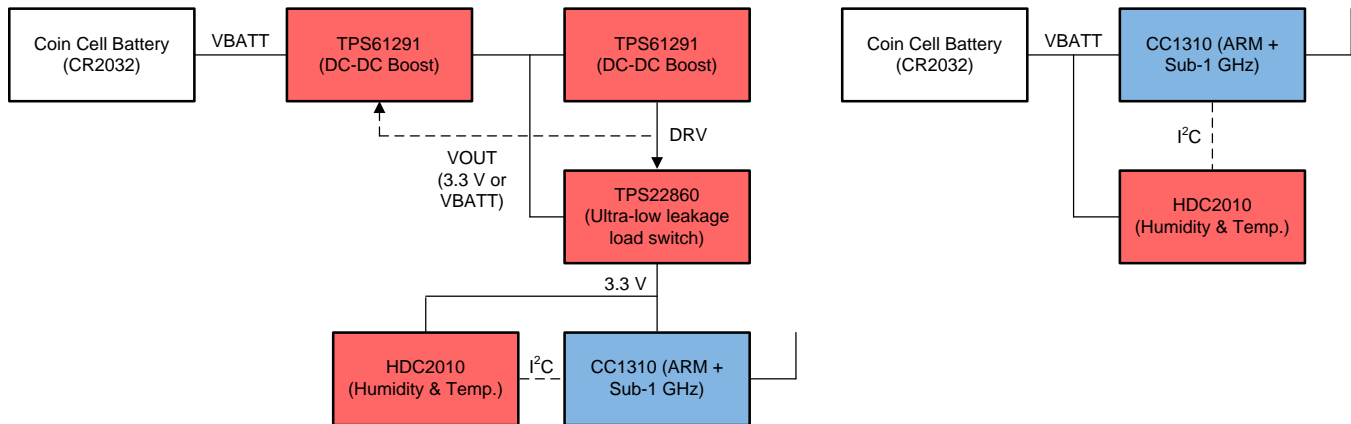 Coin Cell Battery
(CR2032)
VBATT
TPS61291
(DC-DC Boost)
TPS61291
(DC-DC Boost)
DRV
VOUT
(3.3 V or
VBATT)
TPS22860
(Ultra-low leakage
load switch)
3.3 V
HDC2010
(Humidity & Temp.)
I²C
CC1310 (ARM +
Sub-1 GHz)
Coin Cell Battery
(CR2032)
VBATT
CC1310 (ARM +
Sub-1 GHz)
I²C
HDC2010
(Humidity & Temp.)